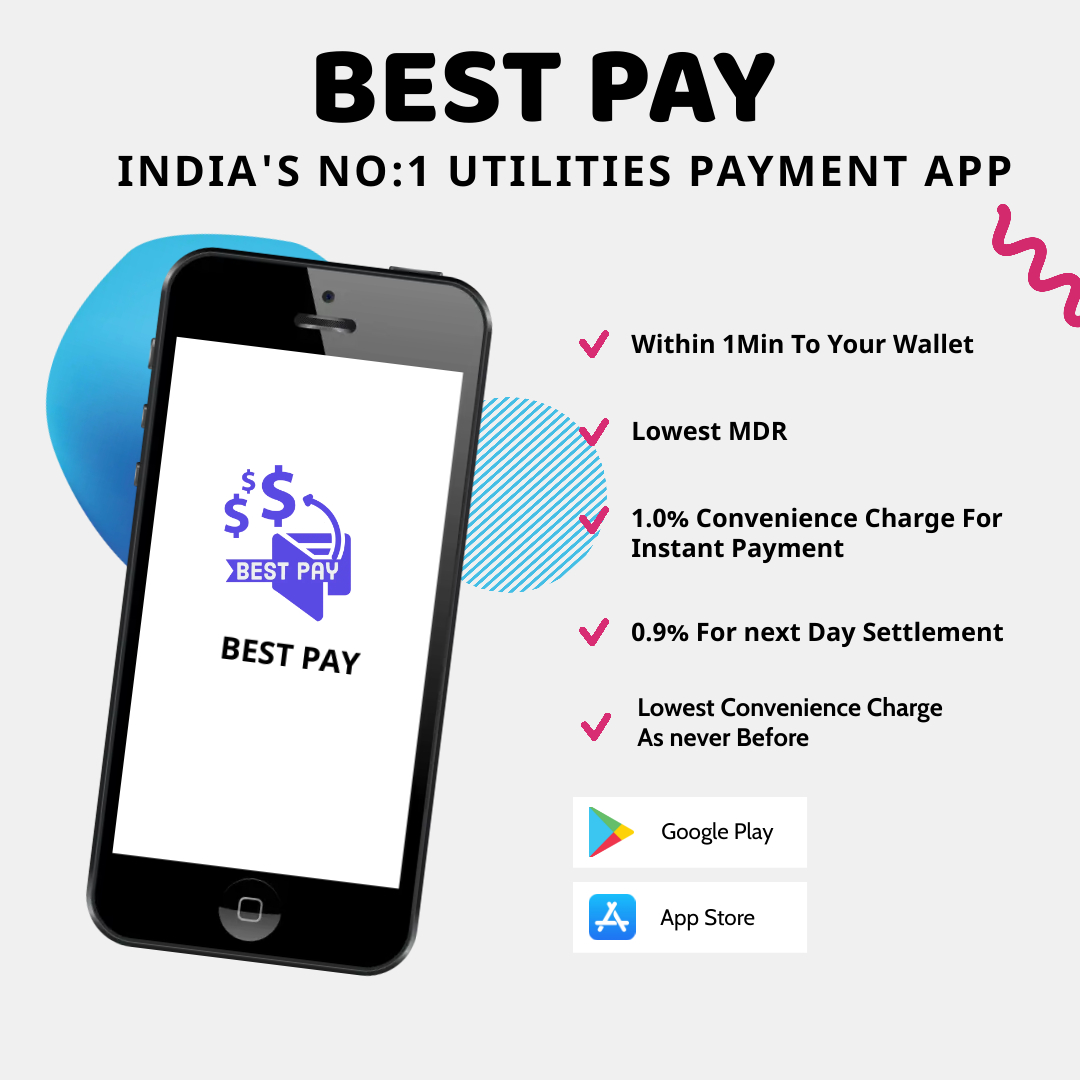 BEST PAY
INDIA'S NO:1 UTILITIES PAYMENT APP
$
$
$
BEST PAY
BEST PAY
Within 1Min To Your Wallet
Lowest MDR
1.0% Convenience Charge For
Instant Payment
0.9% For next Day Settlement
Lowest Convenience Charge
As never Before
Google Play
App Store